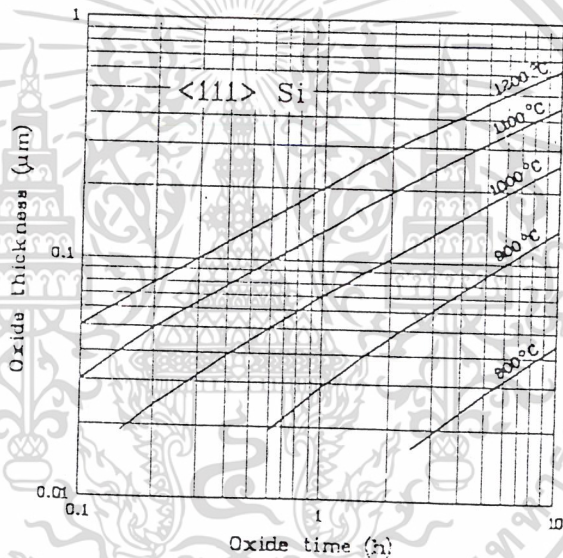 1
<111> Si
1200 °C
1100 °C
1000 °C
900 °C
800 °C
Oxide thickness (µm)
0.1
0.01
0.1
1
10
Oxide time (h)